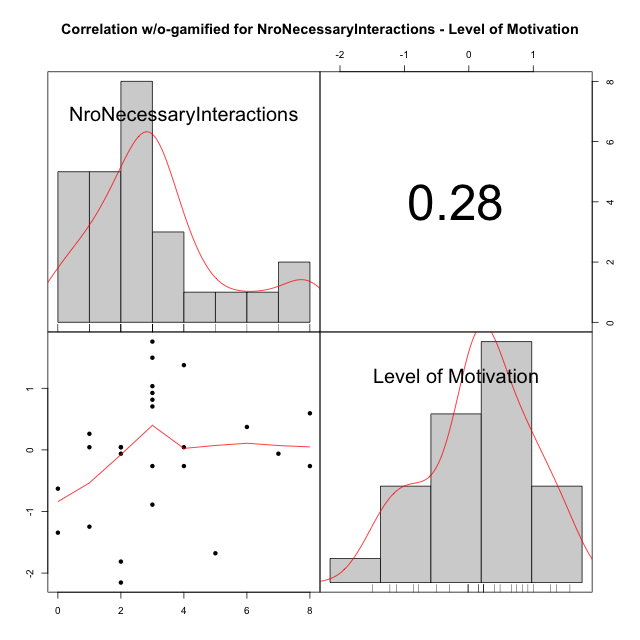 Correlation w/o-gamified for NroNecessaryInteractions - Level of Motivation
-2 -1 0 1
NroNecessaryInteractions
0.28
8
6
4
2
0
Level of Motivation
1
0
-1
-2
0 2 4 6 8